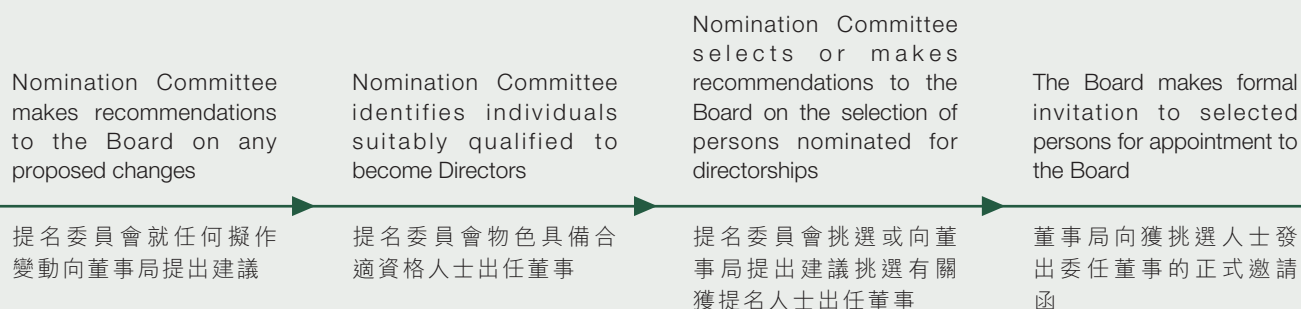 Nomination Committee
makes recommendations
to the Board on any
proposed changes
Nomination Committee
identifies individuals
suitably qualified to
become Directors
Nomination Committee
selects or makes
recommendations to the
Board on the selection of
persons nominated for
directorships
The Board makes formal
invitation to selected
persons for appointment to
the Board
提名委員會就任何擬作
變動向董事局提出建議
提名委員會物色具備合
適資格人士出任董事
提名委員會挑選或向董
事局提出建議挑選有關
獲提名人士出任董事
董事局向獲挑選人士發
出委任董事的正式邀請
函